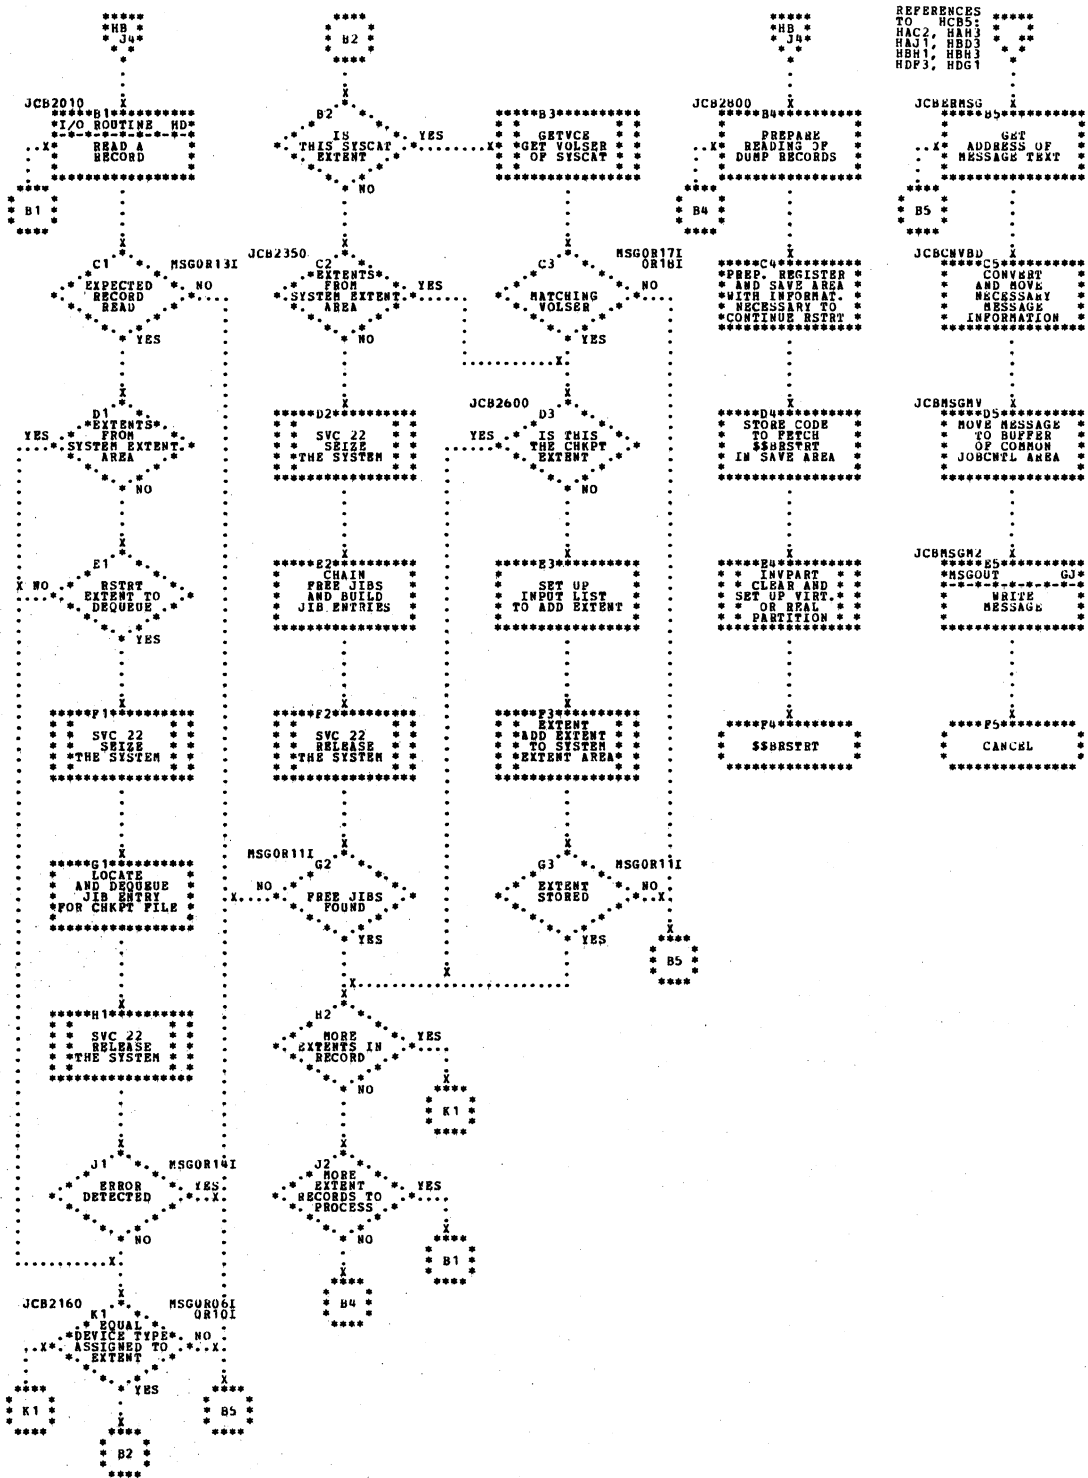 HB
J4
JCB2010
B1
I/O ROUTINE HD
READ A
RECORD
B1
C1
MSG0R13I
EXPECTED
RECORD
READ
NO
YES
D1
EXTENTS
FROM
SYSTEM EXTENT
AREA
YES
NO
E1
RSTRT
EXTENT TO
DEQUEUE
X NO
YES
F1
SVC 22
SEIZE
THE SYSTEM
G1
LOCATE
AND DEQUEUE
JIB ENTRY
FOR CHKPT FILE
H1
SVC 22
RELEASE
THE SYSTEM
J1
MSG0R14I
ERROR
DETECTED
YES
NO
JCB2160
K1
MSG0R06I
0R10I
EQUAL
DEVICE TYPE
ASSIGNED TO
EXTENT
NO
YES
K1
B2
B5
B2
B2
IS
THIS SYSCAT
EXTENT
YES
NO
JCB2350
C2
EXTENTS
FROM
SYSTEM EXTENT
AREA
YES
NO
D2
SVC 22
SEIZE
THE SYSTEM
E2
CHAIN
FREE JIBS
AND BUILD
JIB ENTRIES
F2
SVC 22
RELEASE
THE SYSTEM
MSG0R11I
G2
FREE JIBS
FOUND
NO
YES
H2
MORE
EXTENTS IN
RECORD
YES
NO
K1
J2
MORE
EXTENT
RECORDS TO
PROCESS
YES
NO
B1
B4
B3
GETVCE
GET VOLSER
OF SYSCAT
C3
MSG0R17I
0R18I
MATCHING
VOLSER
NO
YES
JCB2600
D3
IS THIS
THE CHKPT
EXTENT
YES
NO
E3
SET UP
INPUT LIST
TO ADD EXTENT
F3
EXTENT
ADD EXTENT
TO SYSTEM
EXTENT AREA
G3
MSG0R11I
EXTENT
STORED
NO
YES
B5
HB
J4
JCB2800
B4
PREPARE
READING OF
DUMP RECORDS
B4
C4
PREP. REGISTER
AND SAVE AREA
WITH INFORMAT.
NECESSARY TO
CONTINUE RSTRT
D4
STORE CODE
TO FETCH
$$BRSTRT
IN SAVE AREA
E4
INVPART
CLEAR AND
SET UP VIRT.
OR REAL
PARTITION
F4
$$BRSTRT
REFERENCES
TO HCB5:
HAC2, HAH3
HAJ1, HBD3
HBH1, HBH3
HDF3, HDG1
JCBERMSG
B5
GET
ADDRESS OF
MESSAGE TEXT
B5
JCBCNVBD
C5
CONVERT
AND MOVE
NECESSARY
MESSAGE
INFORMATION
JCBMSGMV
D5
MOVE MESSAGE
TO BUFFER
OF COMMON
JOBCNTL AREA
JCBMSGM2
E5
MSGOUT GJ
WRITE
MESSAGE
F5
CANCEL